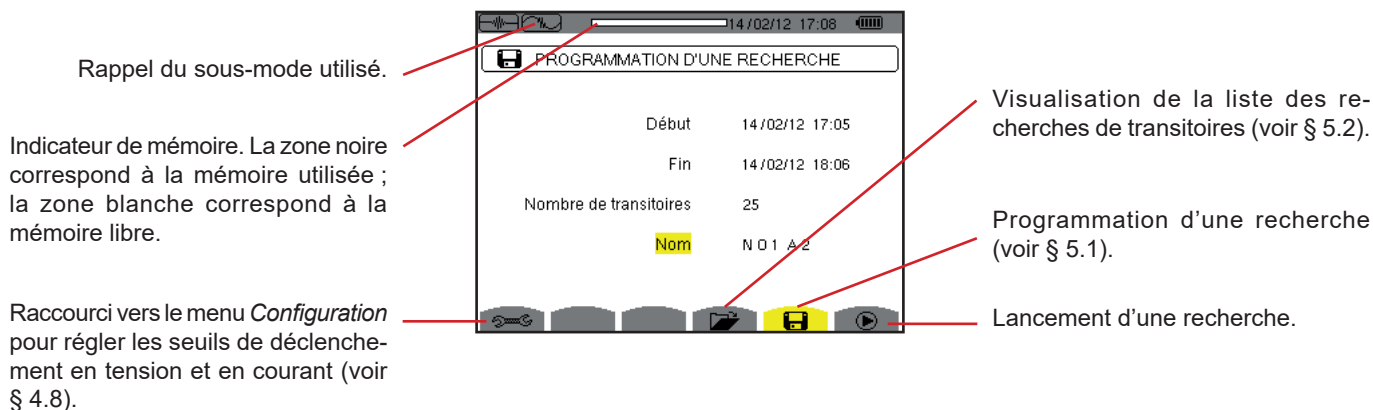 14/02/12 17:08
PROGRAMMATION D'UNE RECHERCHE
Début 14/02/12 17:05
Fin 14/02/12 18:06
Nombre de transitoires 25
Nom N O 1 A 2
Rappel du sous-mode utilisé.
Indicateur de mémoire. La zone noire
correspond à la mémoire utilisée ;
la zone blanche correspond à la
mémoire libre.
Raccourci vers le menu Configuration
pour régler les seuils de déclenche-
ment en tension et en courant (voir
§ 4.8).
Visualisation de la liste des re-
cherches de transitoires (voir § 5.2).
Programmation d'une recherche
(voir § 5.1).
Lancement d'une recherche.